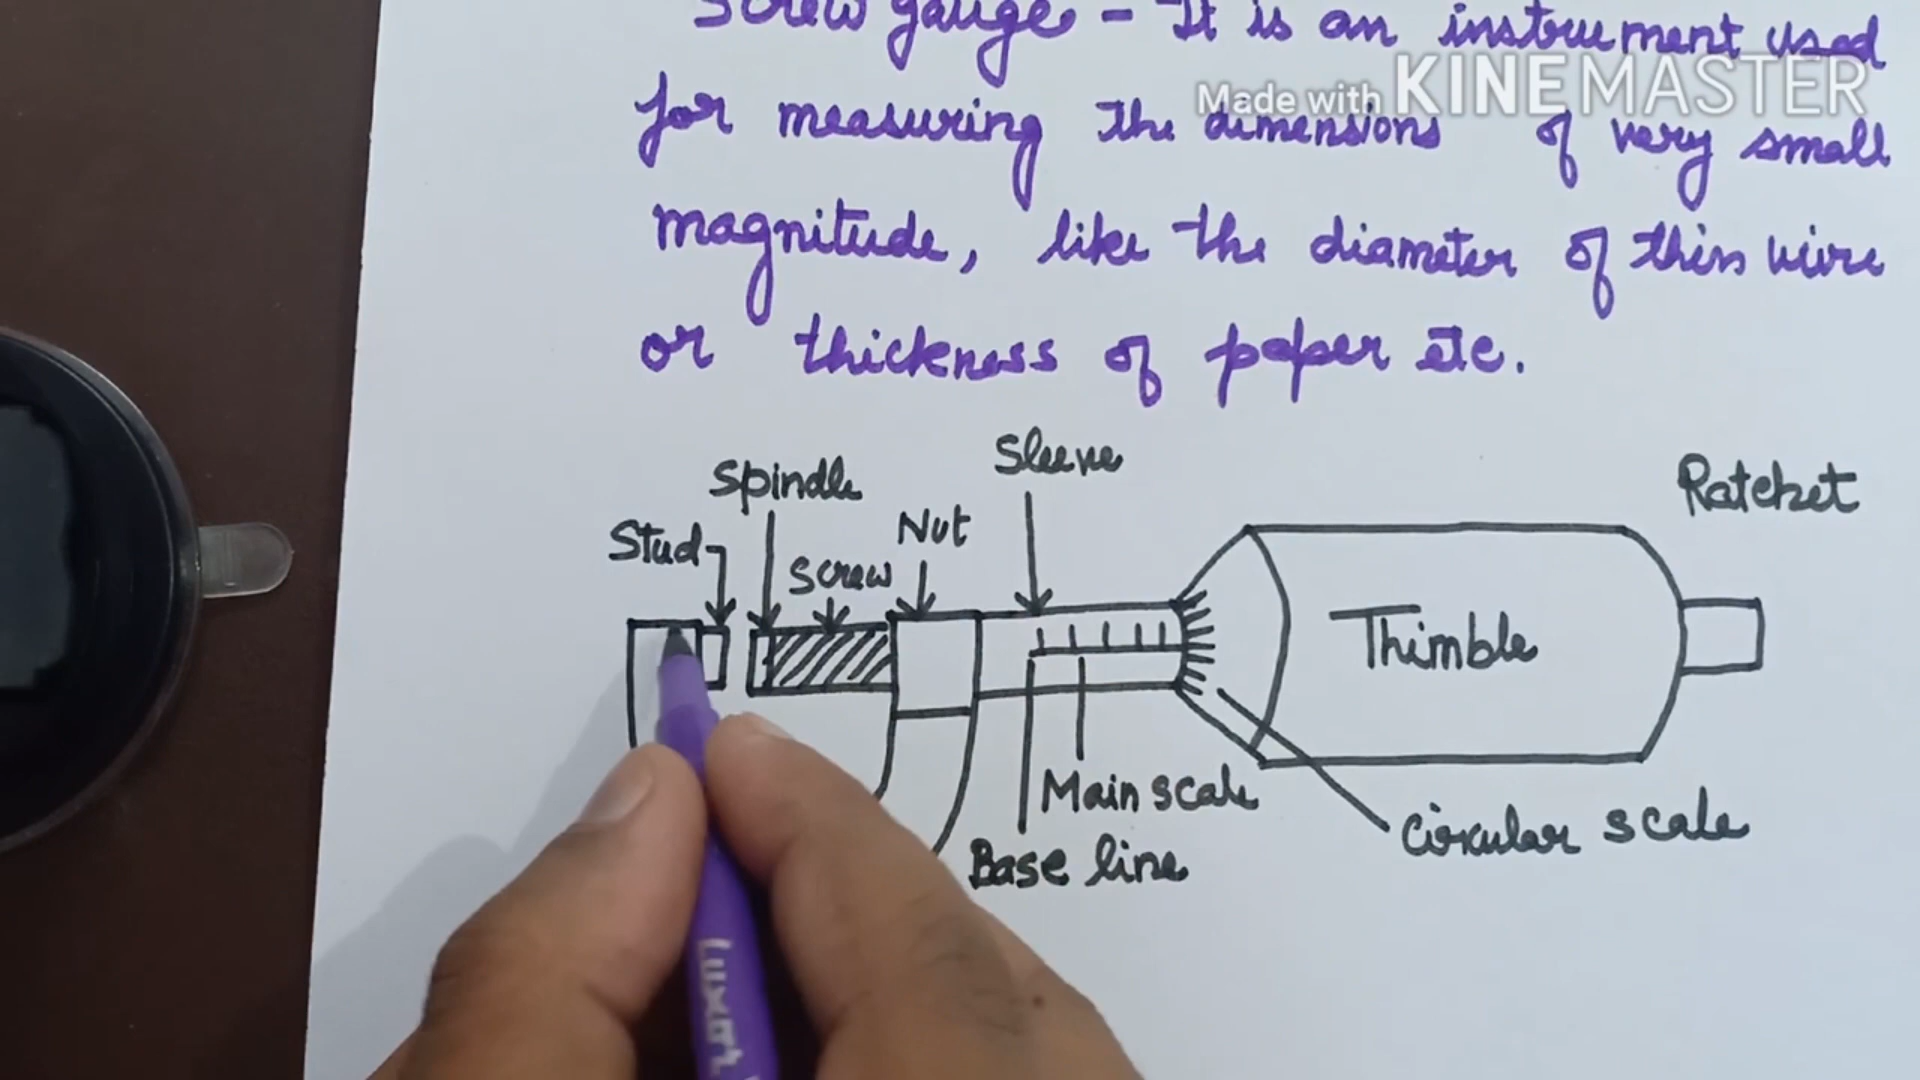 Screw gauge - It is an instrument used
Made with KINEMASTER
for measuring the dimensions of very small
magnitude, like the diameter of thin wire
or thickness of paper etc.
Sleeve
Spindle
Ratchet
Stud
Nut
Screw
Thimble
Main scale
Circular scale
Base line
Luxor